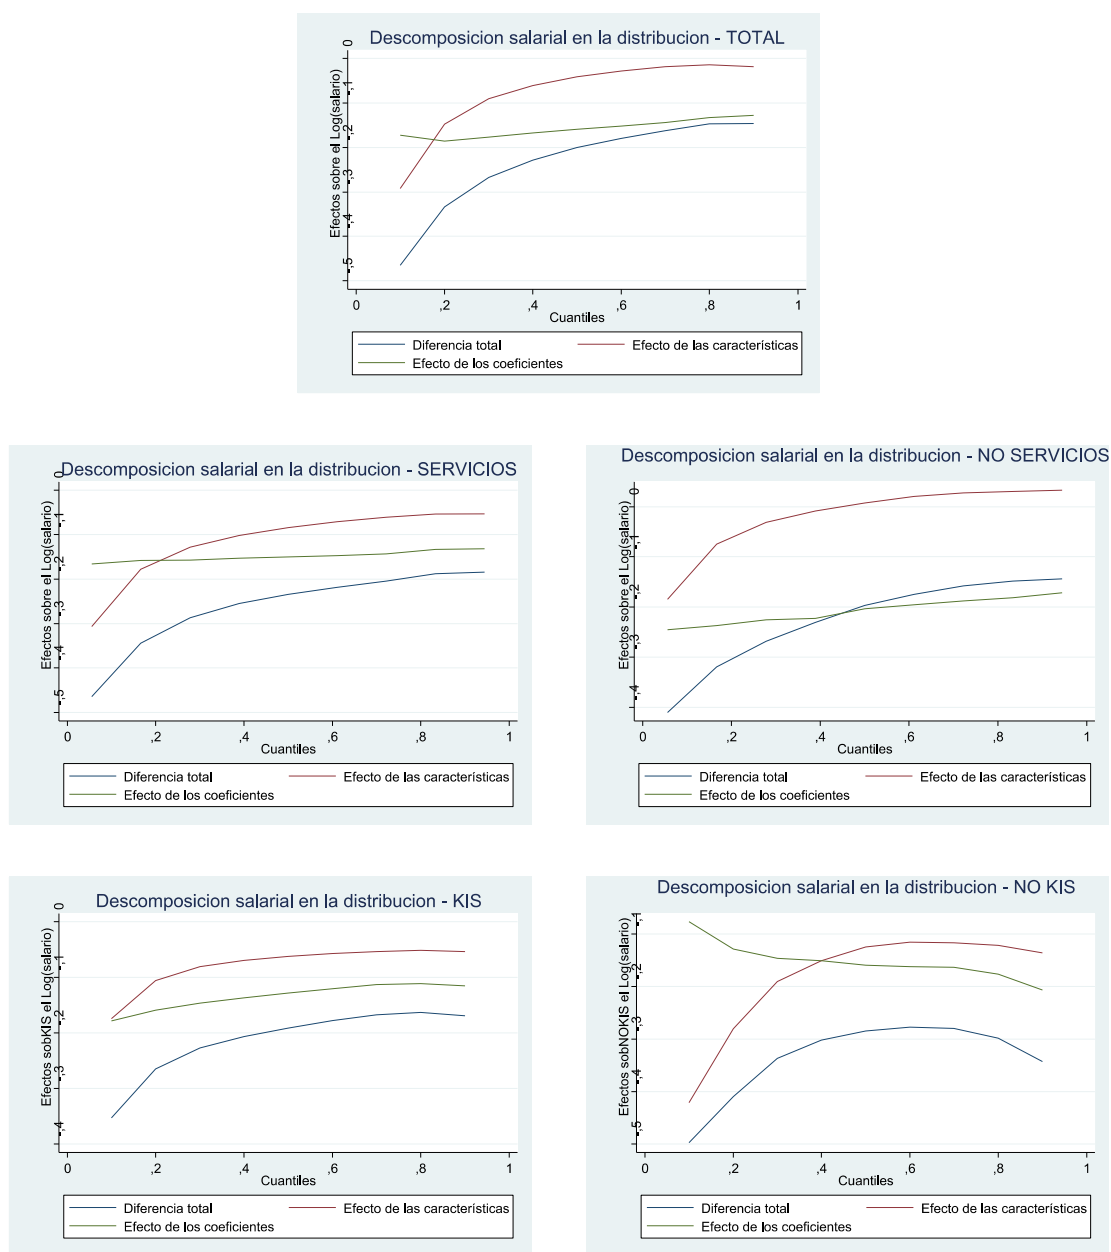 Descomposicion salarial en la distribucion - TOTAL
Efectos sobre el Log(salario)
0
-,1
-,2
-,3
-,4
-,5
0 ,2 ,4 ,6 ,8 1
Cuantiles
Diferencia total Efecto de las características
Efecto de los coeficientes
Descomposicion salarial en la distribucion - SERVICIOS
Efectos sobre el Log(salario)
0
-,1
-,2
-,3
-,4
-,5
0 ,2 ,4 ,6 ,8 1
Cuantiles
Diferencia total Efecto de las características
Efecto de los coeficientes
Descomposicion salarial en la distribucion - NO SERVICIOS
Efectos sobre el Log(salario)
0
-,1
-,2
-,3
-,4
0 ,2 ,4 ,6 ,8 1
Cuantiles
Diferencia total Efecto de las características
Efecto de los coeficientes
Descomposicion salarial en la distribucion - KIS
Efectos sobKIS el Log(salario)
0
-,1
-,2
-,3
-,4
0 ,2 ,4 ,6 ,8 1
Cuantiles
Diferencia total Efecto de las características
Efecto de los coeficientes
Descomposicion salarial en la distribucion - NO KIS
Efectos sobNOKIS el Log(salario)
-,1
-,2
-,3
-,4
-,5
0 ,2 ,4 ,6 ,8 1
Cuantiles
Diferencia total Efecto de las características
Efecto de los coeficientes